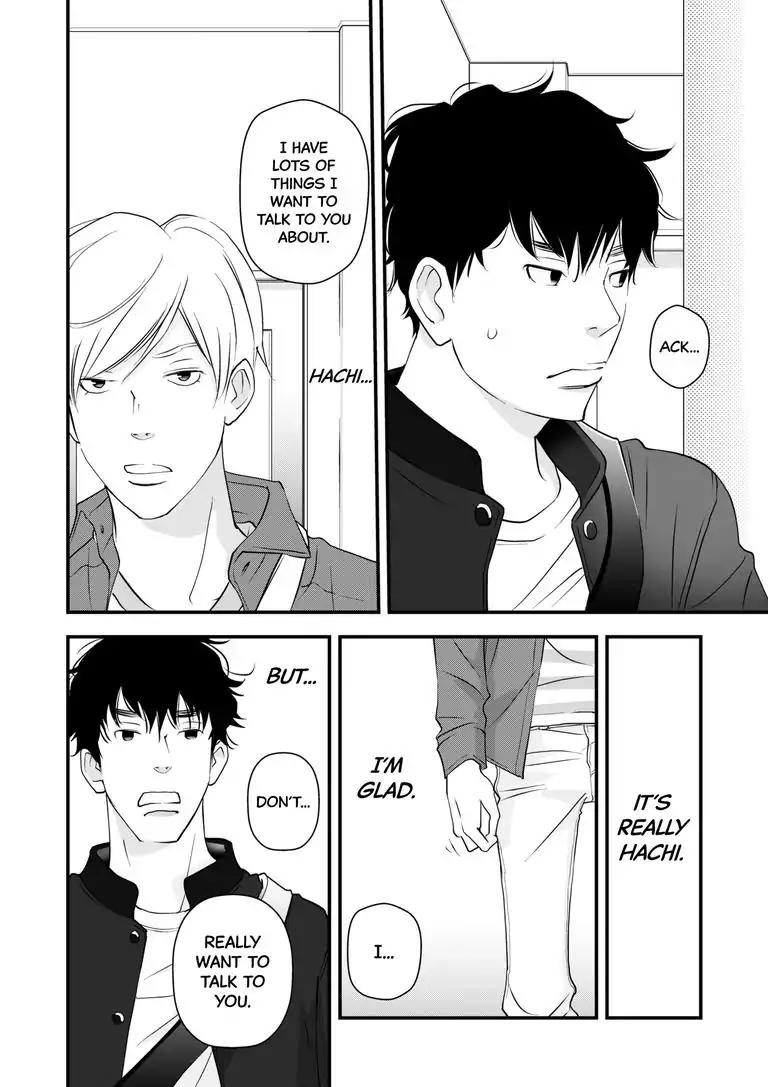 ACK...
HACHI...
I HAVE
LOTS OF
THINGS I
WANT TO
TALK TO YOU
ABOUT.
IT'S
REALLY
HACHI.
I'M
GLAD.
I...
BUT...
DON'T...
REALLY
WANT TO
TALK TO
YOU.